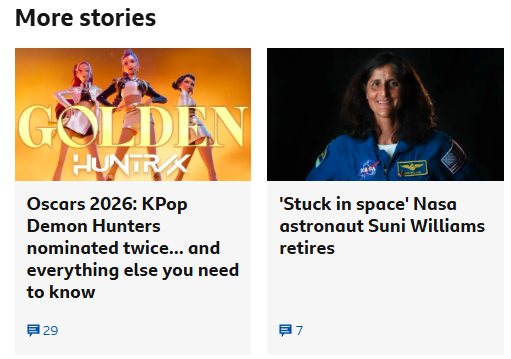 More stories
GOLDEN
HUNTR/X
NASA
Oscars 2026: KPop
Demon Hunters
nominated twice... and
everything else you need
to know
29
'Stuck in space' Nasa
astronaut Suni Williams
retires
7